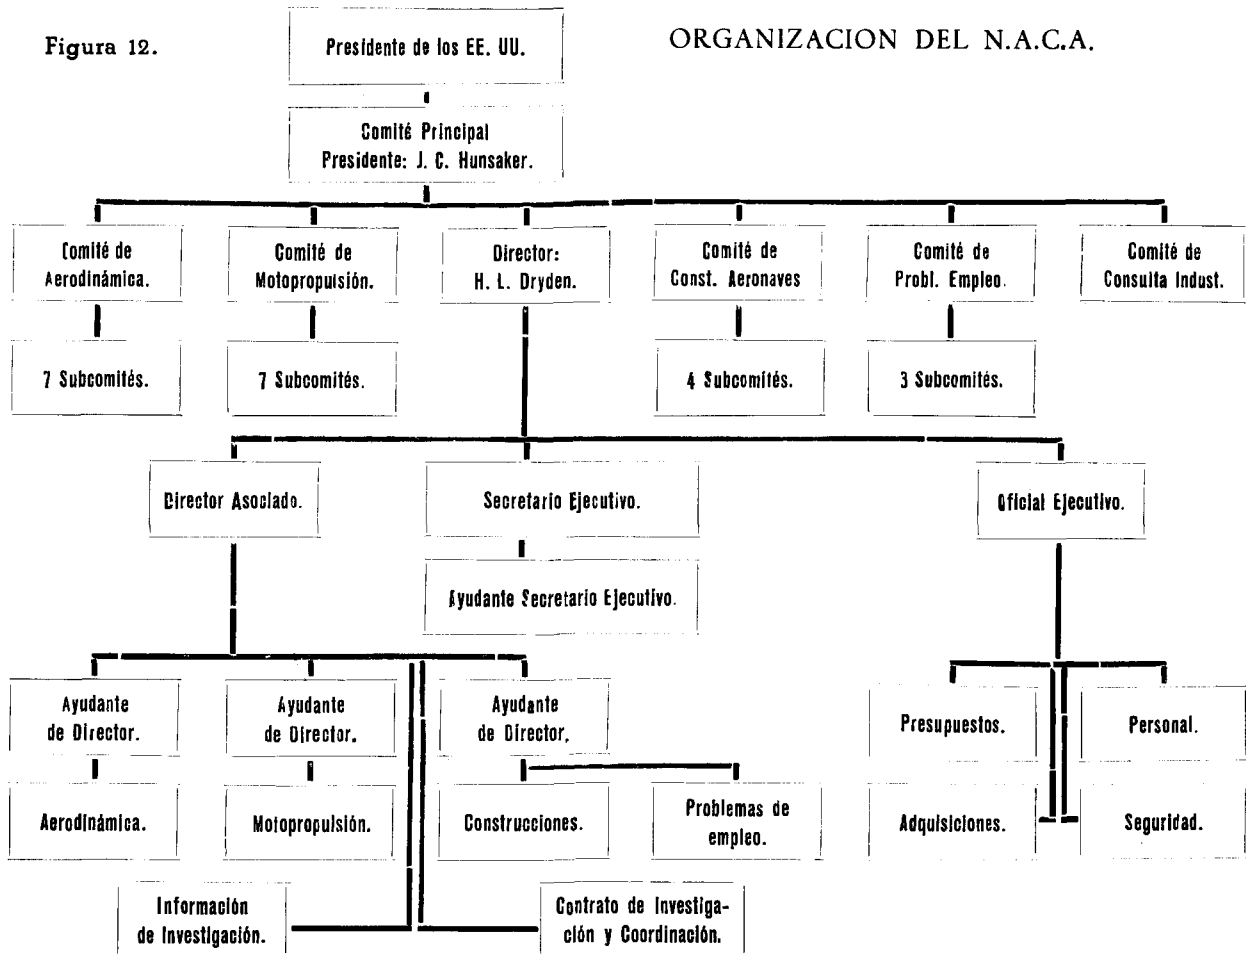 Figura 12.
ORGANIZACION DEL N.A.C.A.
Presidente de los EE. UU.
Comité Principal
Presidente: J. C. Hunsaker.
Comité de
Aerodinámica.
Comité de
Motopropulsión.
Director:
H. L. Dryden.
Comité de
Const. Aeronaves
Comité de
Probl. Empleo.
Comité de
Consulta Indust.
7 Subcomités.
7 Subcomités.
4 Subcomités.
3 Subcomités.
Director Asociado.
Secretario Ejecutivo.
Oficial Ejecutivo.
Ayudante Secretario Ejecutivo.
Ayudante
de Director.
Ayudante
de Director.
Ayudante
de Director,
Presupuestos.
Personal.
Aerodinámica.
Motopropulsión.
Construcciones.
Problemas de
empleo.
Adquisiciones.
Seguridad.
Información
de Investigación.
Contrato de Investiga-
ción y Coordinación.